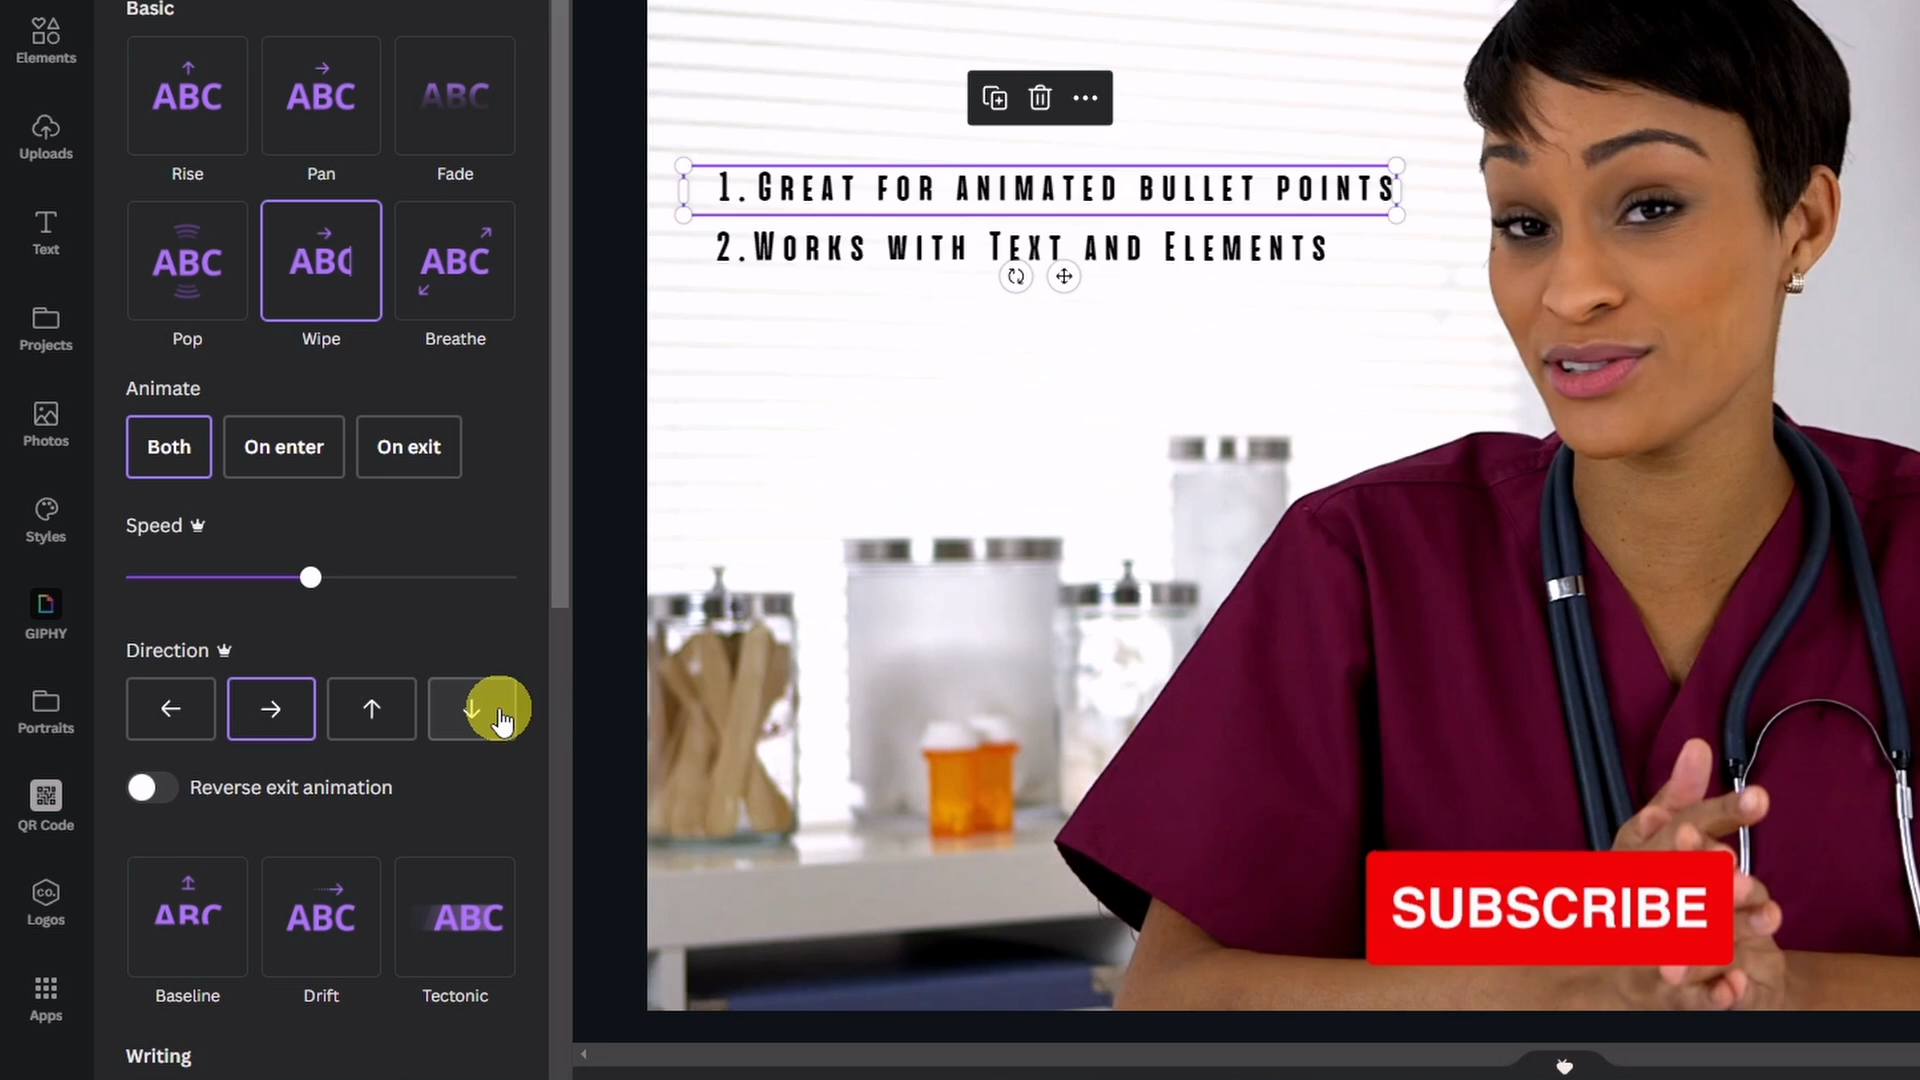 Basic
Elements
ABC
ABC
ABC
Rise
Pan
Fade
Uploads
1. GREAT FOR ANIMATED BULLET POINTS
2. WORKS WITH TEXT AND ELEMENTS
Text
ABC
ABC
ABC
Pop
Wipe
Breathe
Projects
Animate
Both
On enter
On exit
Photos
Speed
Styles
GIPHY
Direction
Portraits
Reverse exit animation
QR Code
ABC
ABC
ABC
CO.
Logos
SUBSCRIBE
Baseline
Drift
Tectonic
Apps
Writing